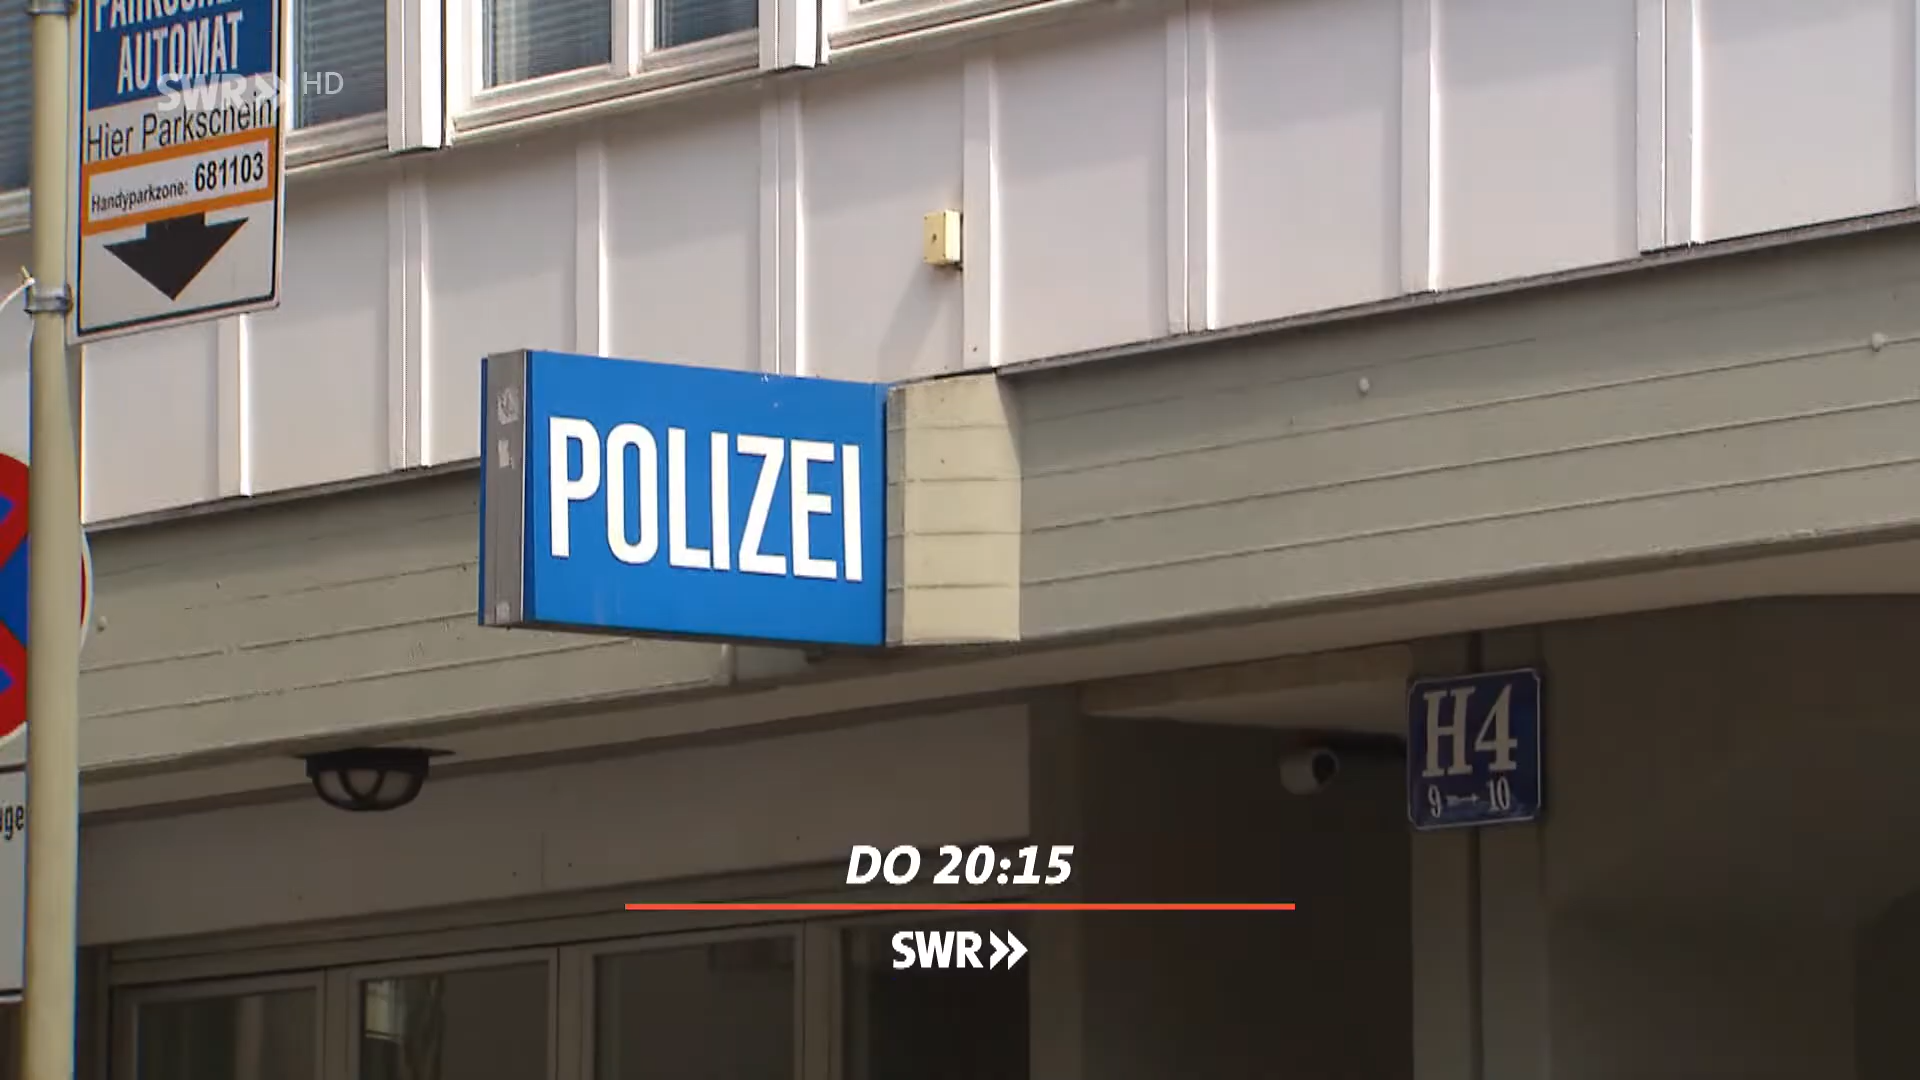 AUTOMAT
SWR» HD
Hier Parkschein
Handyparkzone: 681103
POLIZEI
H4
9 → 10
DO 20:15
SWR»